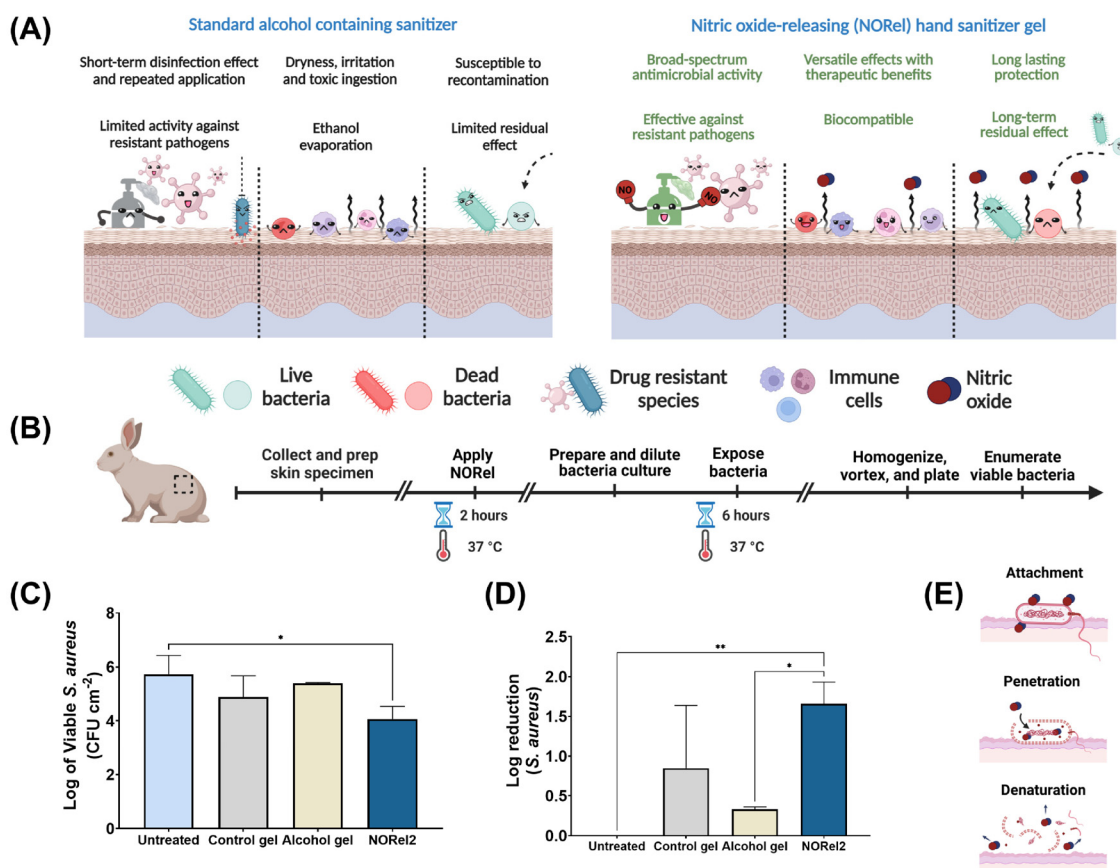 (A)
Standard alcohol containing sanitizer
Short-term disinfection effect
and repeated application
Dryness, irritation
and toxic ingestion
Susceptible to
recontamination
Limited activity against
resistant pathogens
Ethanol
evaporation
Limited residual
effect
Nitric oxide-releasing (NORel) hand sanitizer gel
Broad-spectrum
antimicrobial activity
Versatile effects with
therapeutic benefits
Long lasting
protection
Effective against
resistant pathogens
Biocompatible
Long-term
residual effect
NO
NO
Live
bacteria
Dead
bacteria
Drug resistant
species
Immune
cells
Nitric
oxide
(B)
Collect and prep
skin specimen
Apply
NORel
Prepare and dilute
bacteria culture
Expose
bacteria
Homogenize,
vortex, and plate
Enumerate
viable bacteria
2 hours
37 °C
6 hours
37 °C
(C)
Log of Viable S. aureus
(CFU cm-2)
8
6
4
2
0
*
Untreated
Control gel
Alcohol gel
NORel2
(D)
Log reduction
(S. aureus)
2.5
2.0
1.5
1.0
0.5
0.0
**
*
Untreated
Control gel
Alcohol gel
NORel2
(E)
Attachment
Penetration
Denaturation